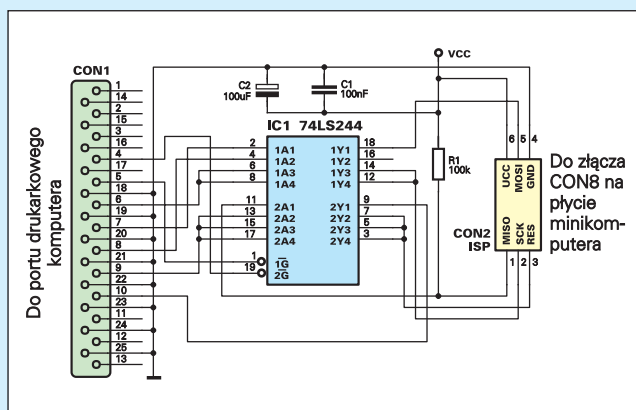 CON1
1
14
2
15
3
16
4
17
5
18
6
19
7
20
8
21
9
22
10
23
11
24
12
25
13
Do portu drukarkowego
komputera
C2
100uF
C1
100nF
VCC
IC1 74LS244
2 1A1 1Y1 18
4 1A2 1Y2 16
6 1A3 1Y3 14
8 1A4 1Y4 12
11 2A1 2Y1 9
13 2A2 2Y2 7
15 2A3 2Y3 5
17 2A4 2Y4 3
1 1G
19 2G
R1
100k
6 5 4
UCC MOSI GND
MISO SCK RES
1 2 3
CON2
ISP
Do złącza
CON8 na
płycie
minikom-
putera